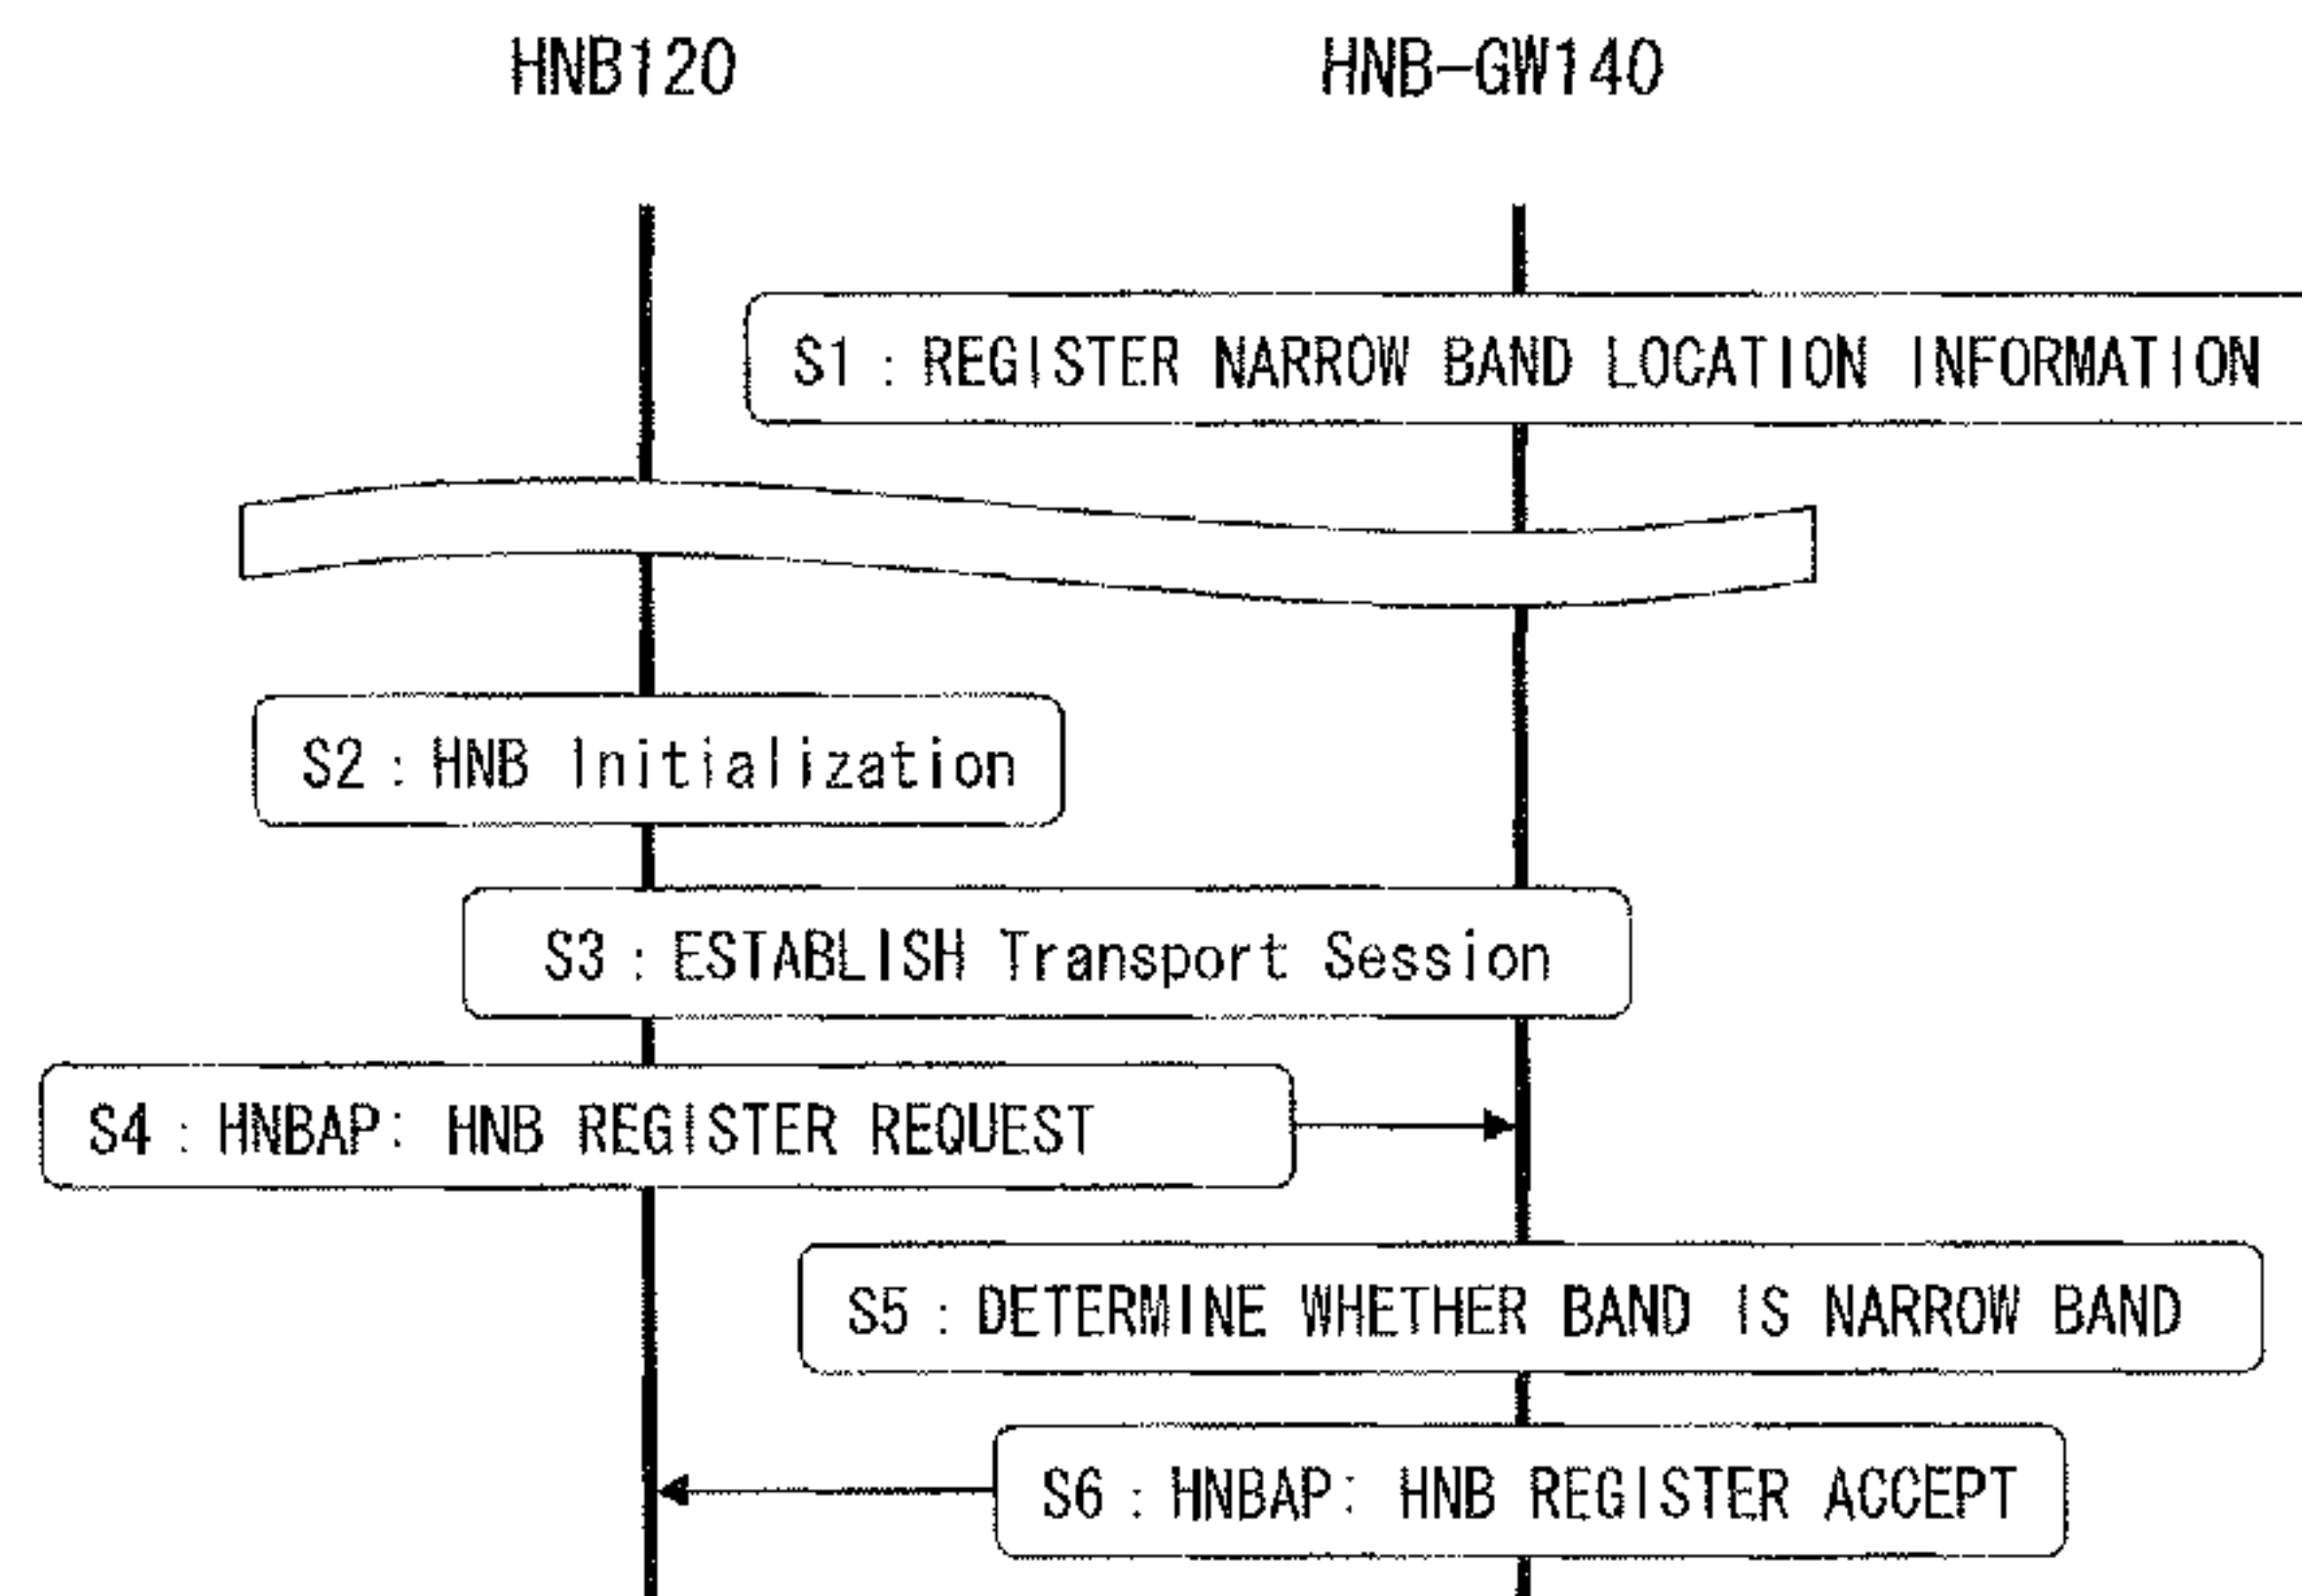 HNB120 HNB-GW140
S1 : REGISTER NARROW BAND LOCATION INFORMATION
S2 : HNB Initialization
S3 : ESTABLISH Transport Session
S4 : HNBAP: HNB REGISTER REQUEST
S5 : DETERMINE WHETHER BAND IS NARROW BAND
S6 : HNBAP: HNB REGISTER ACCEPT